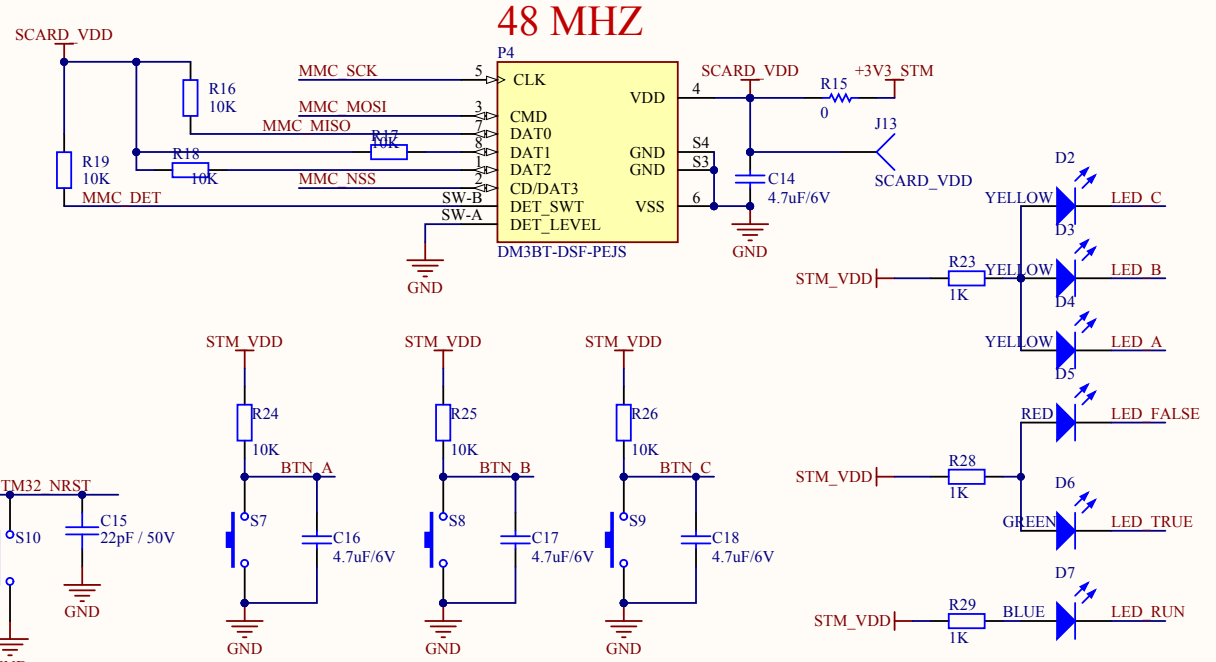 48 MHZ
SCARD_VDD
P4
R16
10K
MMC_SCK
5
CLK
MMC_MOSI
3
CMD
MMC_MISO
7
DAT0
R17
10K
8
DAT1
R18
10K
1
DAT2
R19
10K
MMC_NSS
2
CD/DAT3
MMC_DET
SW-B
DET_SWT
SW-A
DET_LEVEL
GND
DM3BT-DSF-PEJS
VDD
4
GND
S4
GND
S3
VSS
6
SCARD_VDD
R15
0
+3V3_STM
J13
SCARD_VDD
C14
4.7uF/6V
GND
D2
YELLOW
LED_C
D3
STM_VDD
R23
1K
YELLOW
LED_B
D4
YELLOW
LED_A
D5
RED
LED_FALSE
STM_VDD
R28
1K
D6
GREEN
LED_TRUE
D7
STM_VDD
R29
1K
BLUE
LED_RUN
STM_VDD
R24
10K
BTN_A
S7
C16
4.7uF/6V
GND
STM_VDD
R25
10K
BTN_B
S8
C17
4.7uF/6V
GND
STM_VDD
R26
10K
BTN_C
S9
C18
4.7uF/6V
GND
TM32_NRST
S10
C15
22pF / 50V
GND